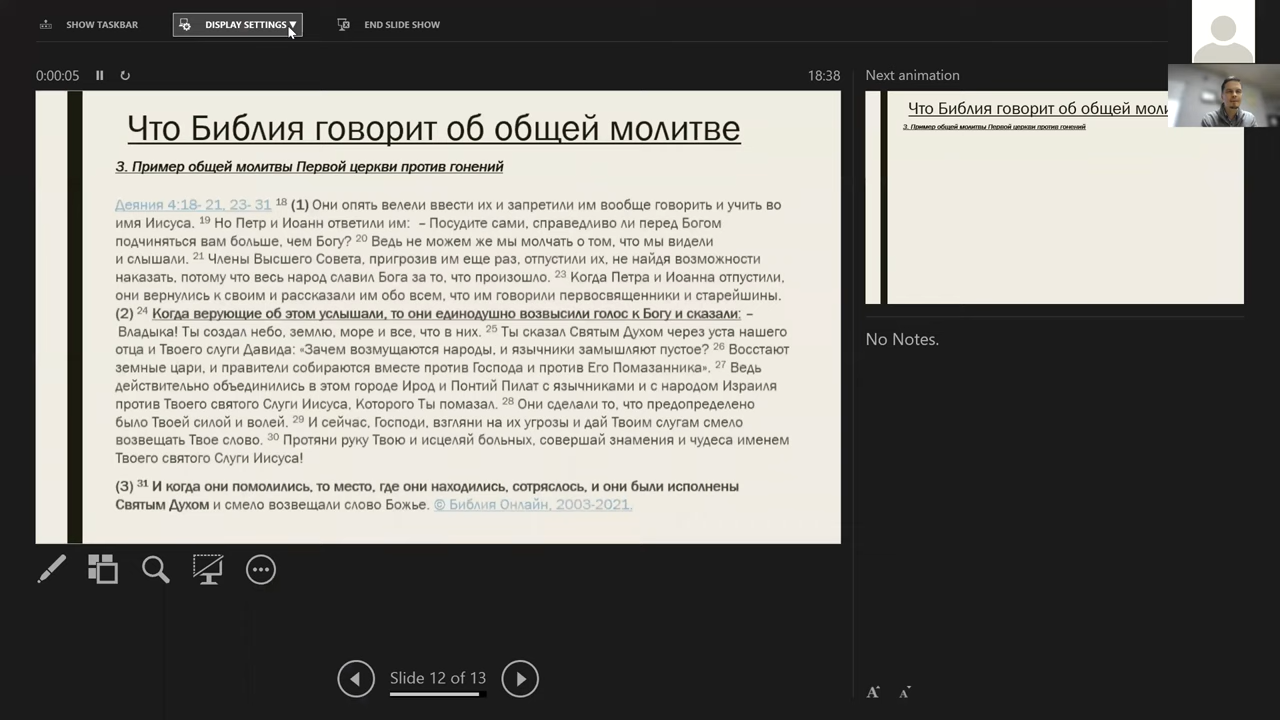 SHOW TASKBAR
DISPLAY SETTINGS ▼
END SLIDE SHOW
0:00:05
18:38
Next animation
Что Библия говорит об общей молитве
3. Пример общей молитвы Первой церкви против гонений
Деяния 4:18- 21, 23- 31 18 (1) Они опять велели ввести их и запретили им вообще говорить и учить во
имя Иисуса. 19 Но Петр и Иоанн ответили им: – Посудите сами, справедливо ли перед Богом
подчиняться вам больше, чем Богу? 20 Ведь не можем же мы молчать о том, что мы видели
и слышали. 21 Члены Высшего Совета, пригрозив им еще раз, отпустили их, не найдя возможности
наказать, потому что весь народ славил Бога за то, что произошло. 23 Когда Петра и Иоанна отпустили,
они вернулись к своим и рассказали им обо всем, что им говорили первосвященники и старейшины.
(2) 24 Когда верующие об этом услышали, то они единодушно возвысили голос к Богу и сказали: –
Владыка! Ты создал небо, землю, море и все, что в них. 25 Ты сказал Святым Духом через уста нашего
отца и Твоего слуги Давида: «Зачем возмущаются народы, и язычники замышляют пустое? 26 Восстают
земные цари, и правители собираются вместе против Господа и против Его Помазанника». 27 Ведь
действительно объединились в этом городе Ирод и Понтий Пилат с язычниками и с народом Израиля
против Твоего святого Слуги Иисуса, Которого Ты помазал. 28 Они сделали то, что предопределено
было Твоей силой и волей. 29 И сейчас, Господи, взгляни на их угрозы и дай Твоим слугам смело
возвещать Твое слово. 30 Протяни руку Твою и исцеляй больных, совершай знамения и чудеса именем
Твоего святого Слуги Иисуса!
(3) 31 И когда они помолились, то место, где они находились, сотряслось, и они были исполнены
Святым Духом и смело возвещали слово Божье. © Библия Онлайн, 2003-2021.
Что Библия говорит об общей моли
3. Пример общей молитвы Первой церкви против гонений
No Notes.
Slide 12 of 13
A A